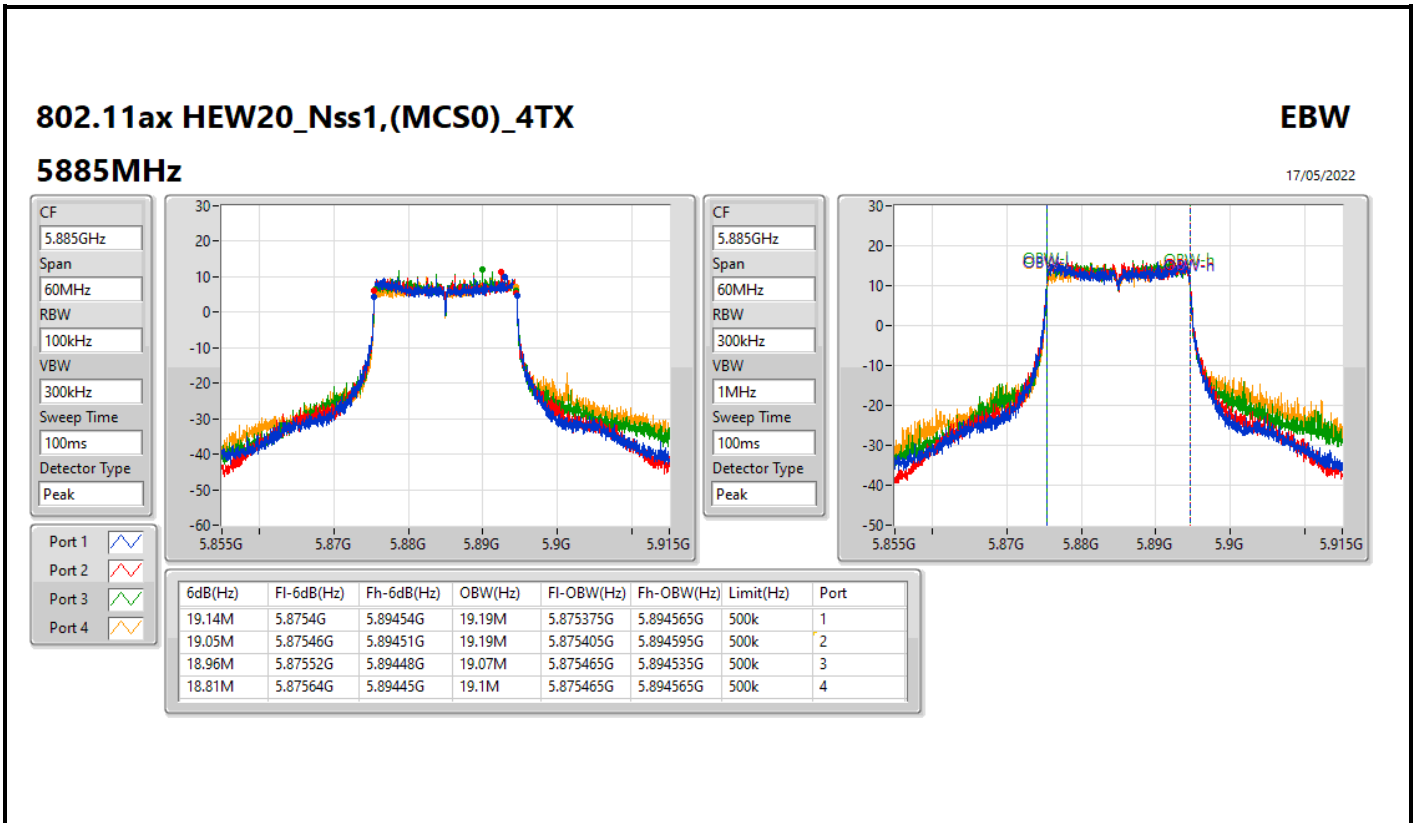 802.11ax HEW20_Nss1,(MCS0)_4TX
EBW
5885MHz
17/05/2022
CF
5.885GHz
Span
60MHz
RBW
100kHz
VBW
300kHz
Sweep Time
100ms
Detector Type
Peak
30
20
10
0
-10
-20
-30
-40
-50
-60
5.855G 5.87G 5.88G 5.89G 5.9G 5.915G
CF
5.885GHz
Span
60MHz
RBW
300kHz
VBW
1MHz
Sweep Time
100ms
Detector Type
Peak
30
20
10
0
-10
-20
-30
-40
-50
OBW-l OBW-h
5.855G 5.87G 5.88G 5.89G 5.9G 5.915G
Port 1
Port 2
Port 3
Port 4
6dB(Hz) Fl-6dB(Hz) Fh-6dB(Hz) OBW(Hz) Fl-OBW(Hz) Fh-OBW(Hz) Limit(Hz) Port
19.14M 5.8754G 5.89454G 19.19M 5.875375G 5.894565G 500k 1
19.05M 5.87546G 5.89451G 19.19M 5.875405G 5.894595G 500k 2
18.96M 5.87552G 5.89448G 19.07M 5.875465G 5.894535G 500k 3
18.81M 5.87564G 5.89445G 19.1M 5.875465G 5.894565G 500k 4